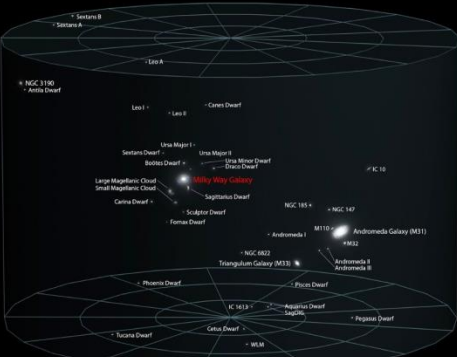 Sextans B
Sextans A
Leo A
NGC 3190
Antlia Dwarf
Leo I
Leo II
Canes Dwarf
Ursa Major I
Ursa Major II
Sextans Dwarf
Boötes Dwarf
Ursa Minor Dwarf
Draco Dwarf
IC 10
Milky Way Galaxy
Large Magellanic Cloud
Small Magellanic Cloud
Sagittarius Dwarf
Carina Dwarf
Sculptor Dwarf
Fornax Dwarf
NGC 185
NGC 147
M110
Andromeda Galaxy (M31)
Andromeda I
M32
NGC 6822
Triangulum Galaxy (M33)
Andromeda II
Andromeda III
Phoenix Dwarf
Pisces Dwarf
IC 1613
Aquarius Dwarf
SagDIG
Pegasus Dwarf
Cetus Dwarf
Tucana Dwarf
WLM